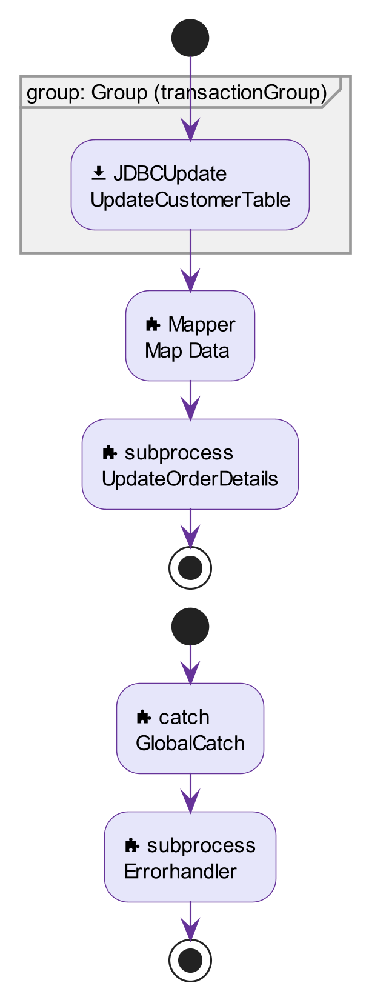 group: Group (transactionGroup)
JDBCUpdate
UpdateCustomerTable
Mapper
Map Data
subprocess
UpdateOrderDetails
catch
GlobalCatch
subprocess
Errorhandler